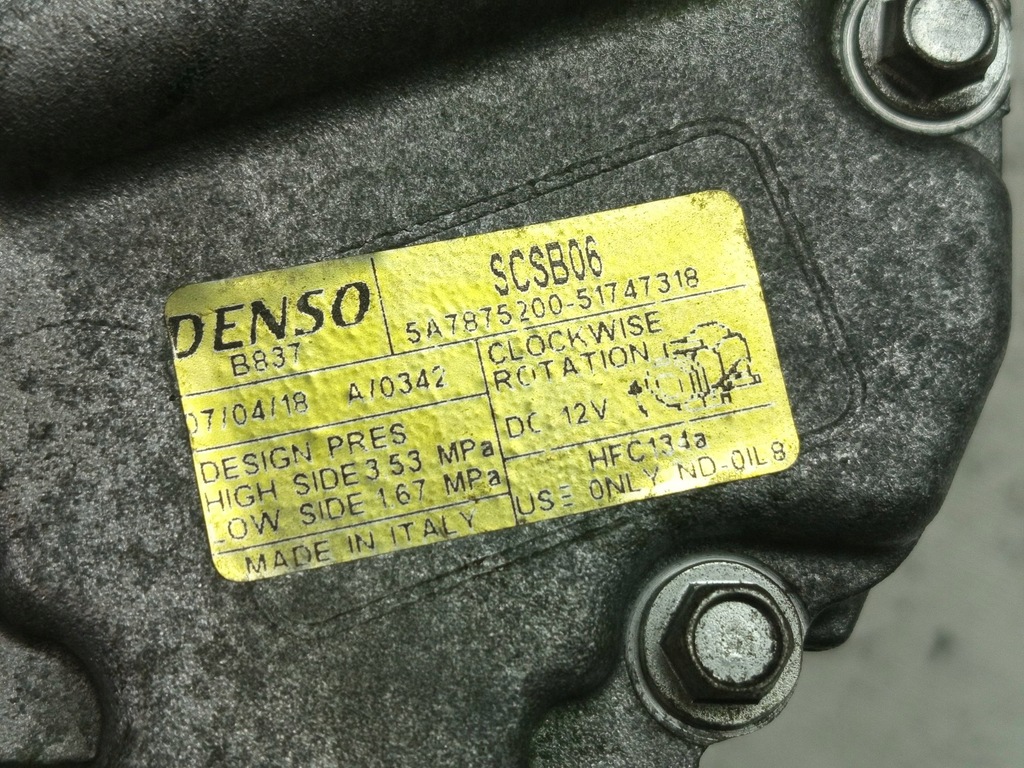 DENSO
B837
SCSB06
5A7875200-51747318
07/04/18 A/0342
CLOCKWISE
ROTATION
DC 12V
DESIGN PRES
HIGH SIDE 3.53 MPa
LOW SIDE 1.67 MPa
HFC134a
USE ONLY ND-OIL8
MADE IN ITALY